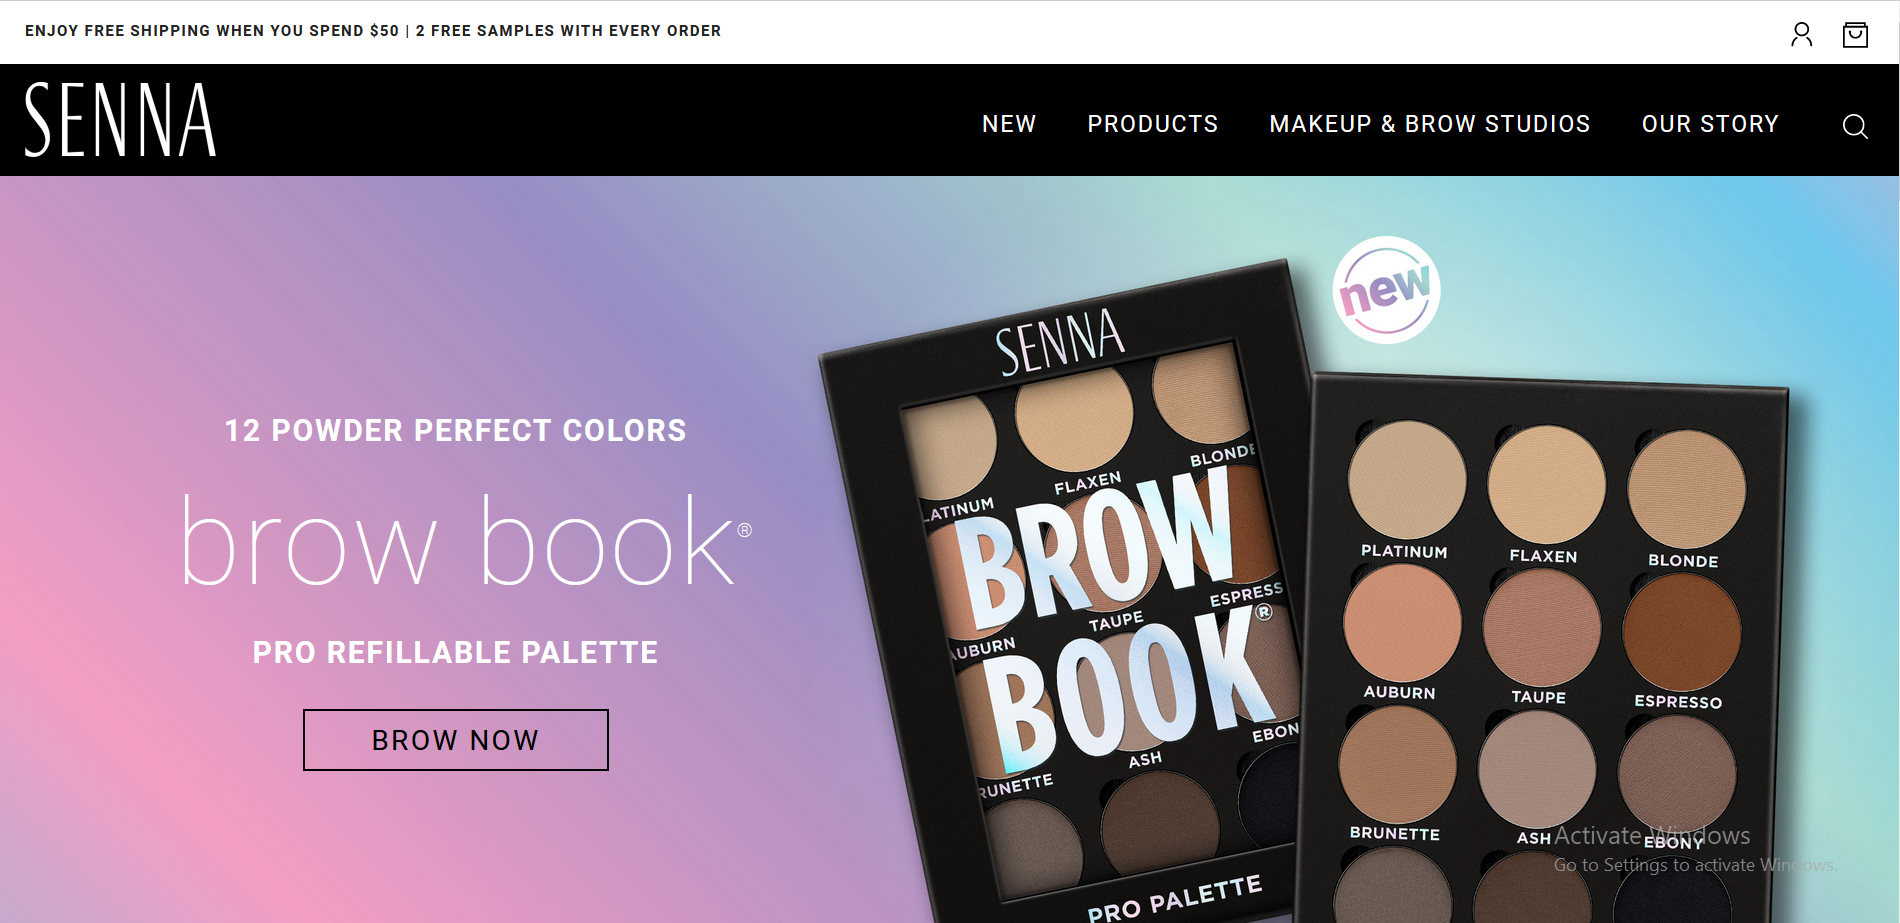 ENJOY FREE SHIPPING WHEN YOU SPEND $50 | 2 FREE SAMPLES WITH EVERY ORDER
SENNA
NEW PRODUCTS MAKEUP & BROW STUDIOS OUR STORY
new
12 POWDER PERFECT COLORS
brow book®
PRO REFILLABLE PALETTE
BROW NOW
SENNA
LATINUM FLAXEN BLONDE
BROW
AUBURN TAUPE ESPRESS
BOOK®
RUNETTE ASH EBON
PRO PALETTE
PLATINUM FLAXEN BLONDE
AUBURN TAUPE ESPRESSO
BRUNETTE ASH EBONY
Activate Windows
Go to Settings to activate Windows.